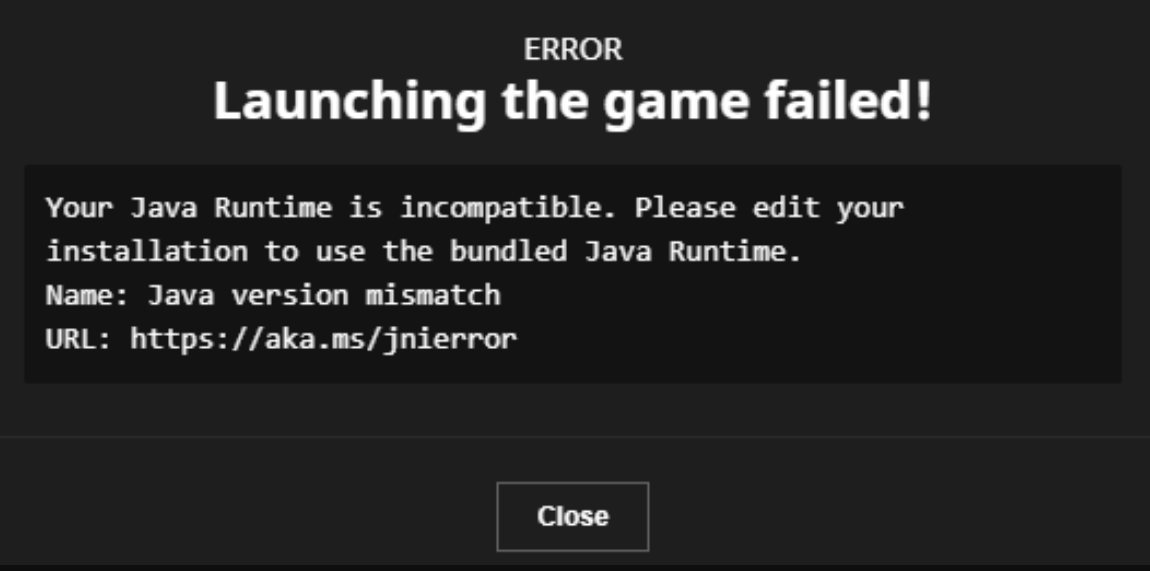 ERROR
Launching the game failed!
Your Java Runtime is incompatible. Please edit your
installation to use the bundled Java Runtime.
Name: Java version mismatch
URL: https://aka.ms/jnierror
Close